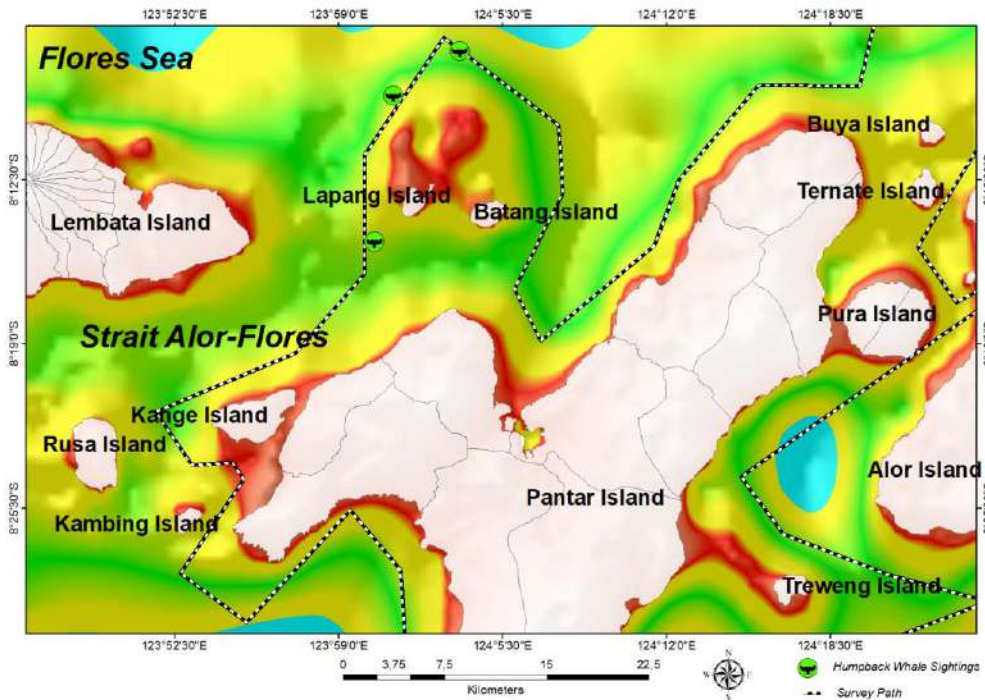 123°52'30"E 123°59'0"E 124°5'30"E 124°12'0"E 124°18'30"E
Flores Sea
Buya Island
8°12'0"S
Lapang Island
Ternate Island
Lembata Island
Batang Island
Pura Island
Strait Alor-Flores
8°19'0"S
Kange Island
Rusa Island
Alor Island
Pantar Island
8°25'30"S
Kambing Island
Treweng Island
123°52'30"E 123°59'0"E 124°5'30"E 124°12'0"E 124°18'30"E
0 3,75 7,5 15 22,5
Kilometers
N
W E
S
Humpback Whale Sightings
Survey Path